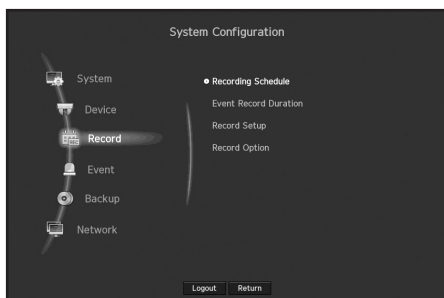 System Configuration
System
Device
Record
Event
Backup
Network
Recording Schedule
Event Record Duration
Record Setup
Record Option
Logout Return